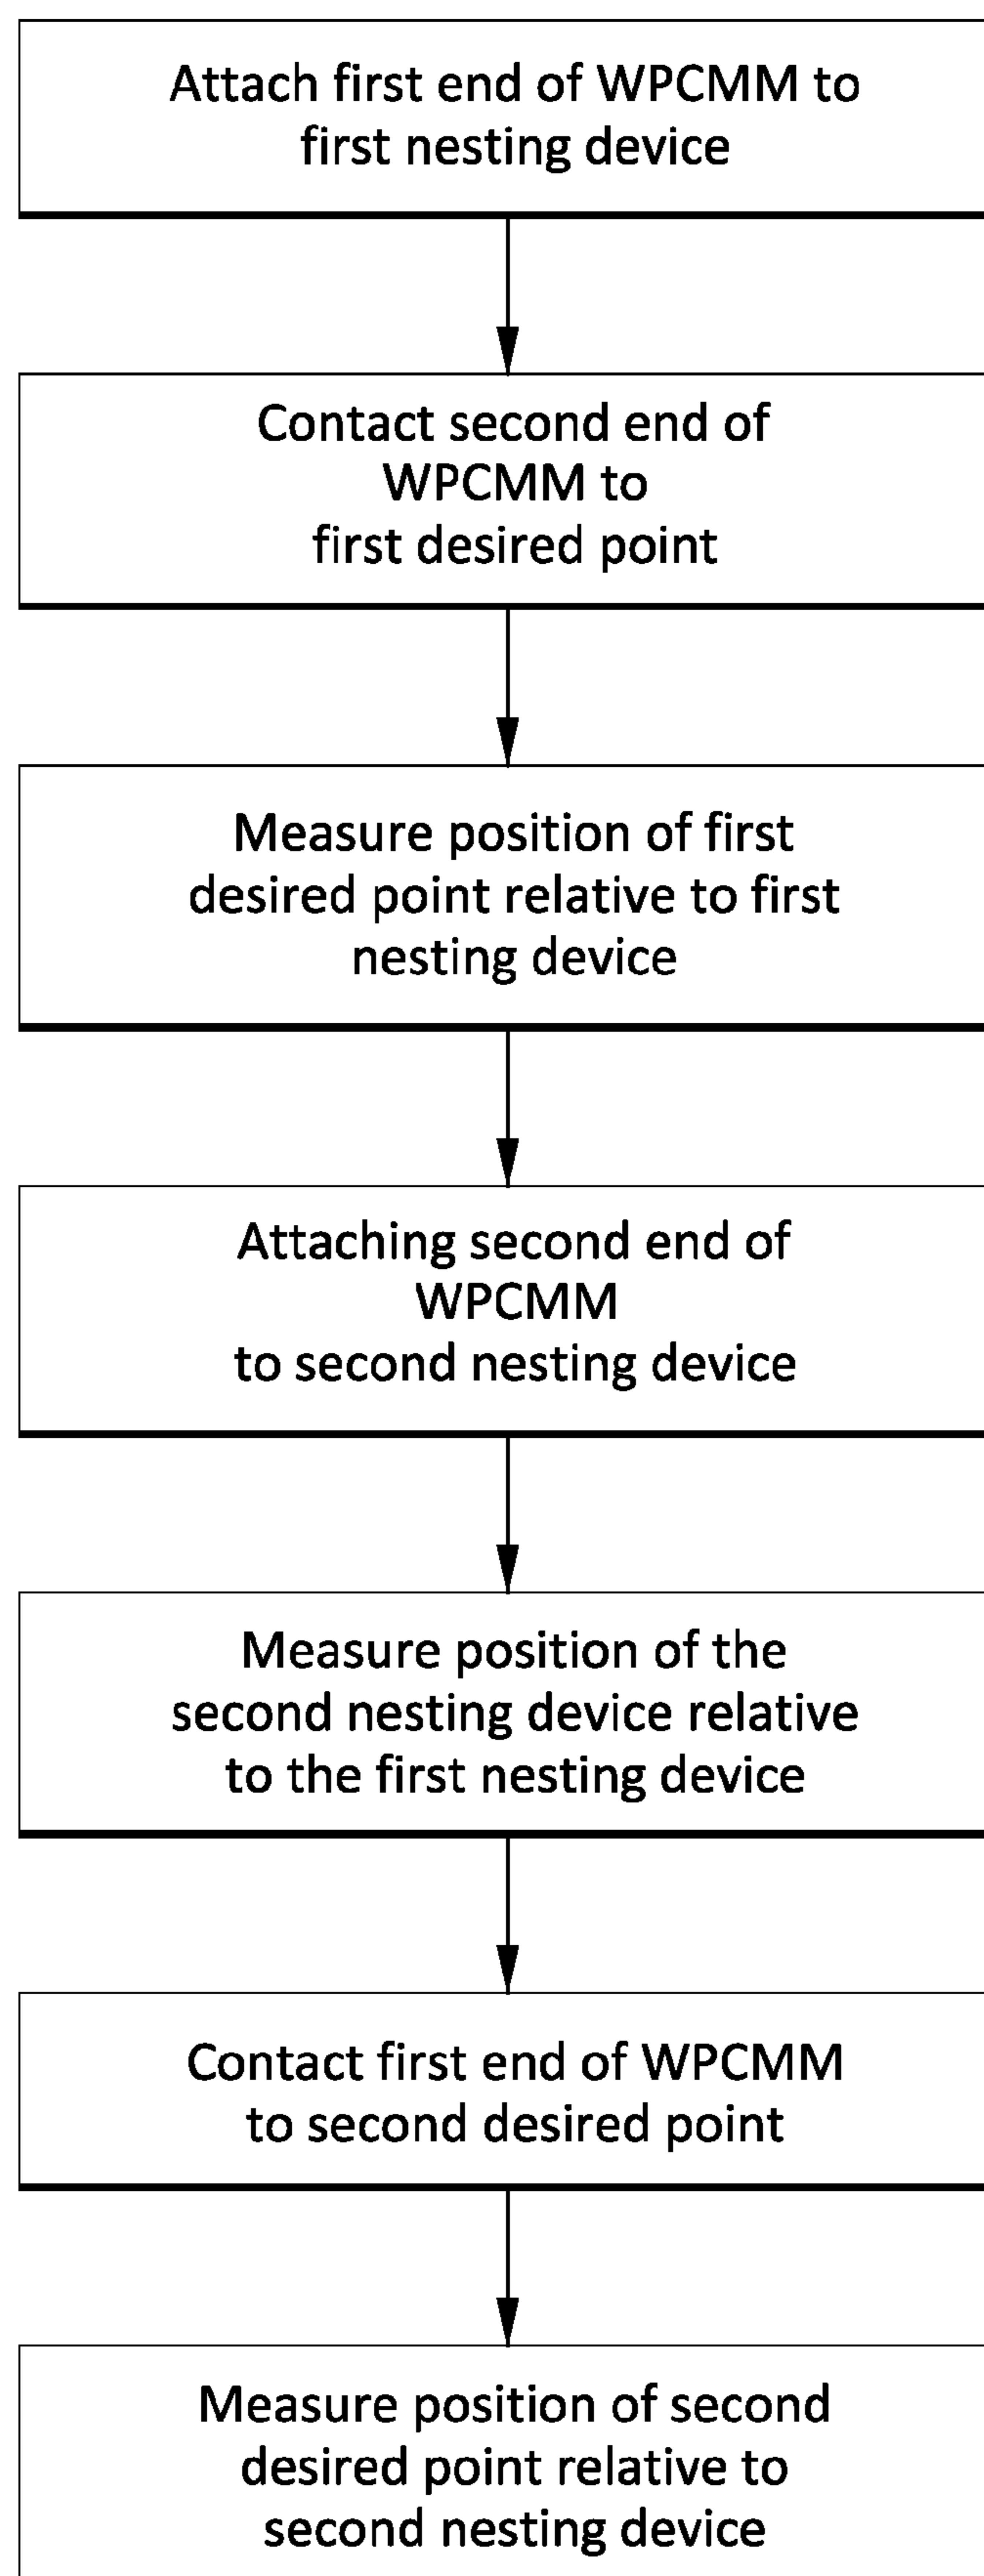 Attach first end of WPCMM to
first nesting device
Contact second end of
WPCMM to
first desired point
Measure position of first
desired point relative to first
nesting device
Attaching second end of
WPCMM
to second nesting device
Measure position of the
second nesting device relative
to the first nesting device
Contact first end of WPCMM
to second desired point
Measure position of second
desired point relative to
second nesting device